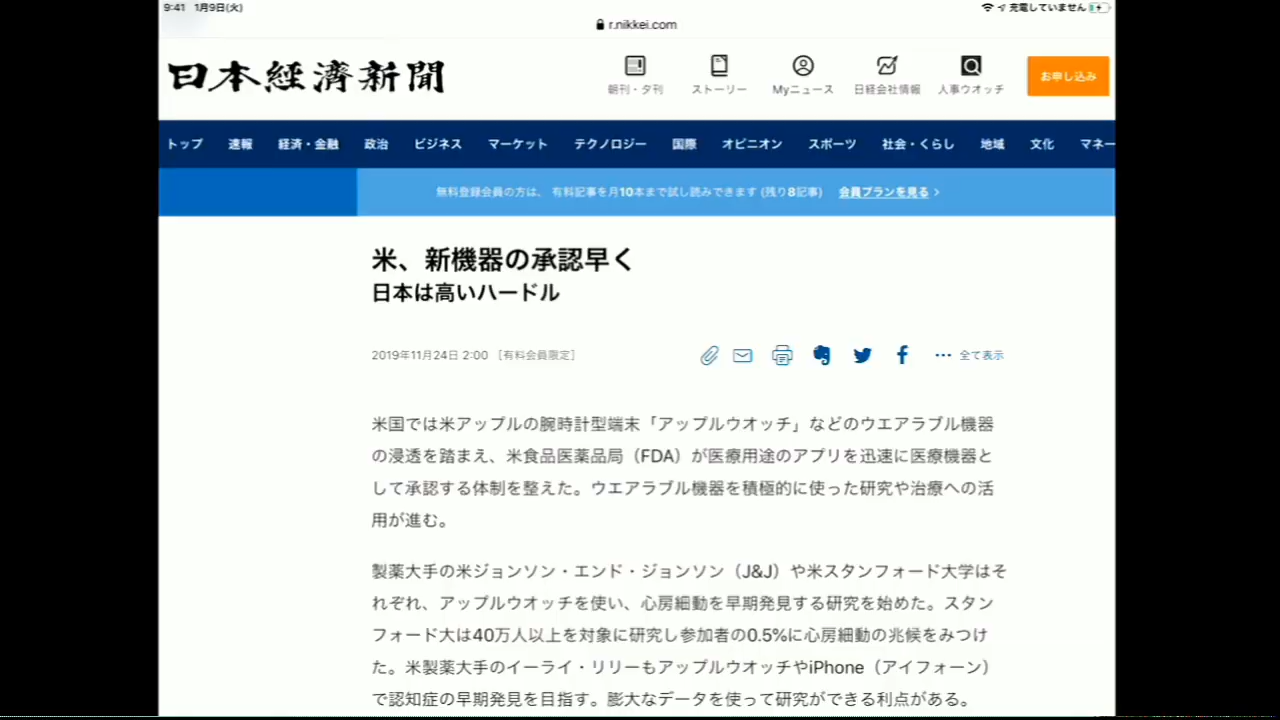 9:41 1月9日(火)
充電していません
r.nikkei.com
日本経済新聞
朝刊・夕刊 ストーリー Myニュース 日経会社情報 人事ウオッチ
お申し込み
トップ 速報 経済・金融 政治 ビジネス マーケット テクノロジー 国際 オピニオン スポーツ 社会・くらし 地域 文化 マネー
無料登録会員の方は、有料記事を月10本まで試し読みできます (残り8記事) 会員プランを見る >
米、新機器の承認早く
日本は高いハードル
2019年11月24日 2:00 [有料会員限定]
••• 全て表示
米国では米アップルの腕時計型端末「アップルウオッチ」などのウエアラブル機器
の浸透を踏まえ、米食品医薬品局（FDA）が医療用途のアプリを迅速に医療機器と
して承認する体制を整えた。ウエアラブル機器を積極的に使った研究や治療への活
用が進む。
製薬大手の米ジョンソン・エンド・ジョンソン（J&J）や米スタンフォード大学はそ
れぞれ、アップルウオッチを使い、心房細動を早期発見する研究を始めた。スタン
フォード大は40万人以上を対象に研究し参加者の0.5%に心房細動の兆候をみつけ
た。米製薬大手のイーライ・リリーもアップルウオッチやiPhone（アイフォーン）
で認知症の早期発見を目指す。膨大なデータを使って研究ができる利点がある。